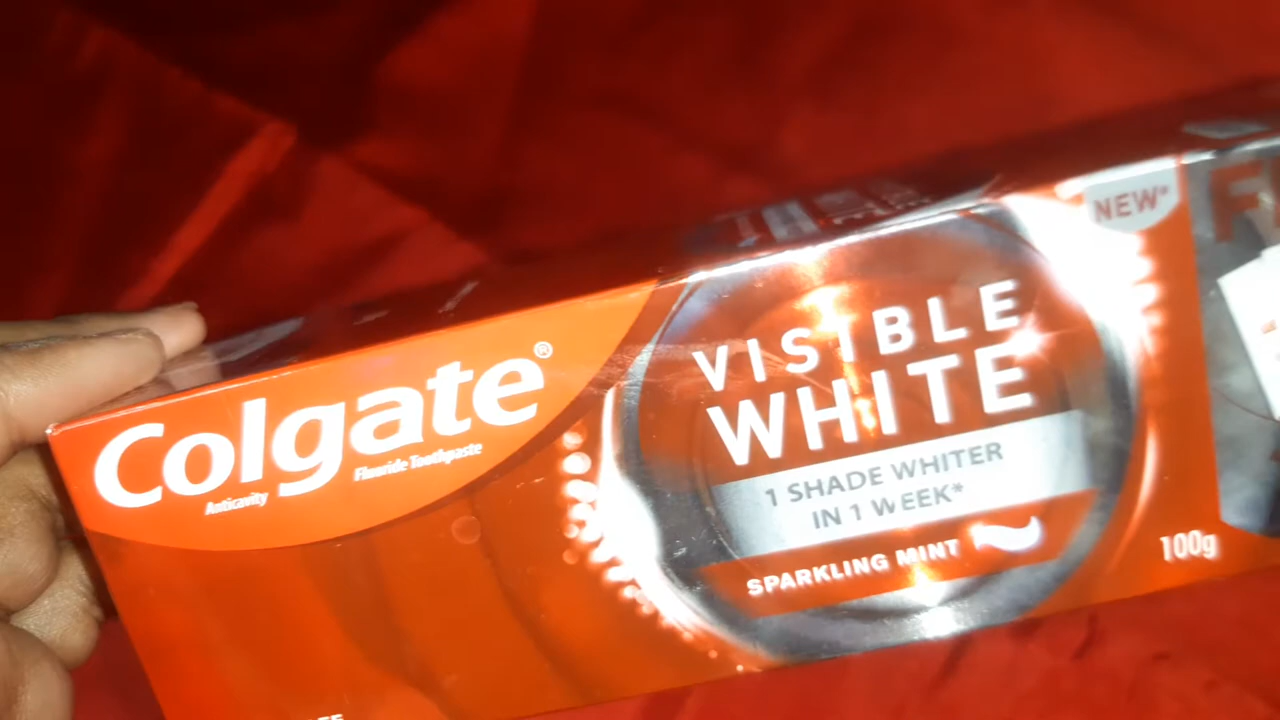 Colgate®
Anticavity
Fluoride Toothpaste
NEW*
VISIBLE
WHITE
1 SHADE WHITER
IN 1 WEEK*
SPARKLING MINT
100g